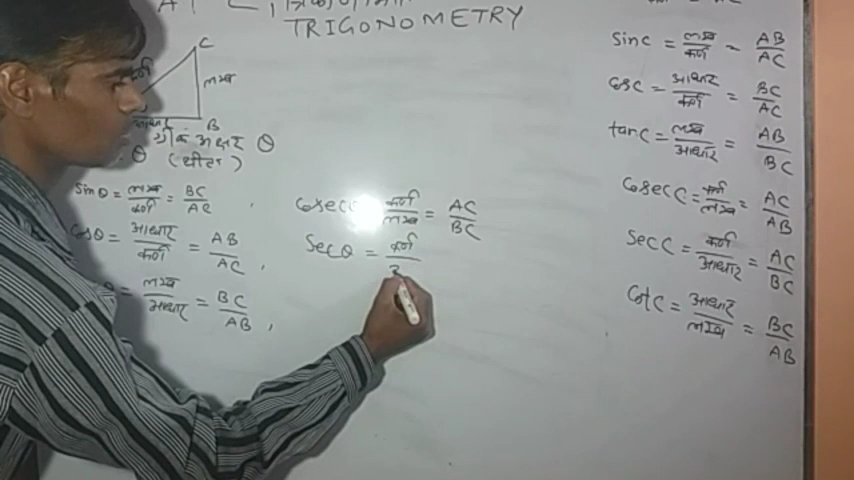 TRIGONOMETRY
C
कर्ण
लम्ब
आधार
B
ग्रीक अक्षर θ
θ (थीटा)
Sinθ = लम्ब/कर्ण = BC/AC ,
Cosθ = आधार/कर्ण = AB/AC ,
θ = लम्ब/आधार = BC/AB ,
Cosec कर्ण/लम्ब = AC/BC
Secθ = कर्ण/
SinC = लम्ब/कर्ण = AB/AC
CosC = आधार/कर्ण = BC/AC
tanC = लम्ब/आधार = AB/BC
CosecC = कर्ण/लम्ब = AC/AB
SecC = कर्ण/आधार = AC/BC
CotC = आधार/लम्ब = BC/AB